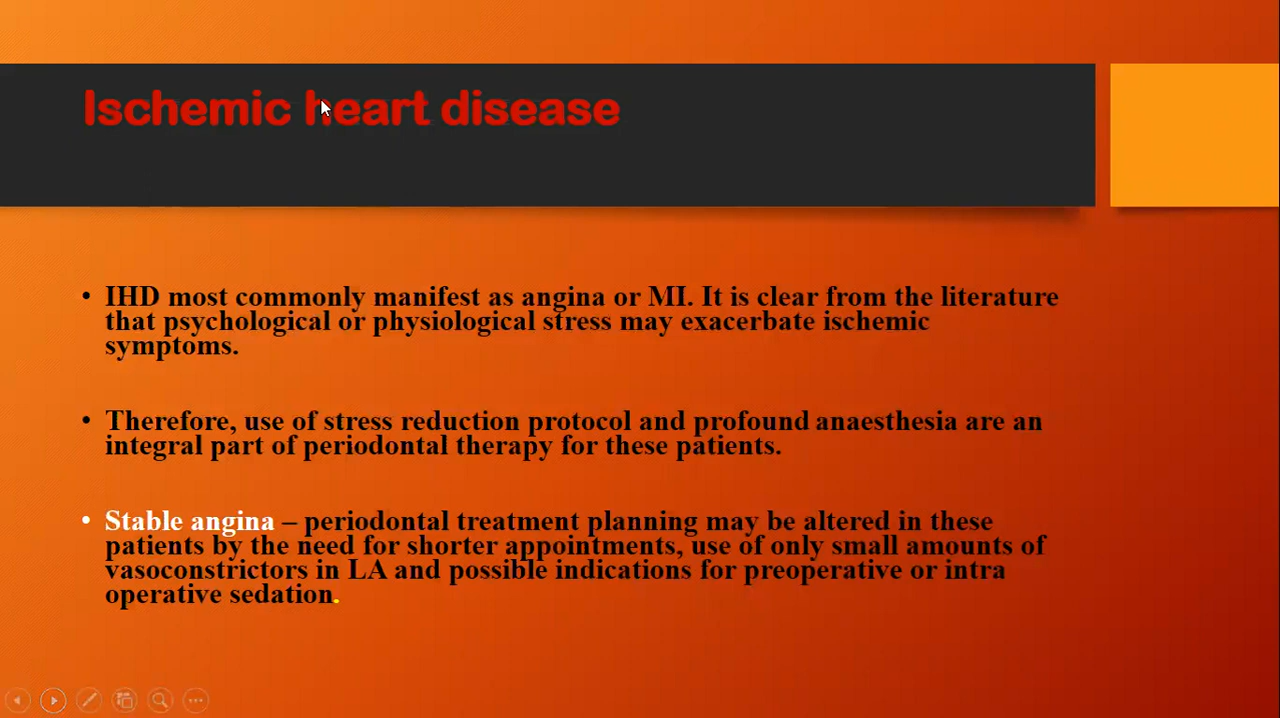 Ischemic heart disease
• IHD most commonly manifest as angina or MI. It is clear from the literature
that psychological or physiological stress may exacerbate ischemic
symptoms.
• Therefore, use of stress reduction protocol and profound anaesthesia are an
integral part of periodontal therapy for these patients.
• Stable angina – periodontal treatment planning may be altered in these
patients by the need for shorter appointments, use of only small amounts of
vasoconstrictors in LA and possible indications for preoperative or intra
operative sedation.